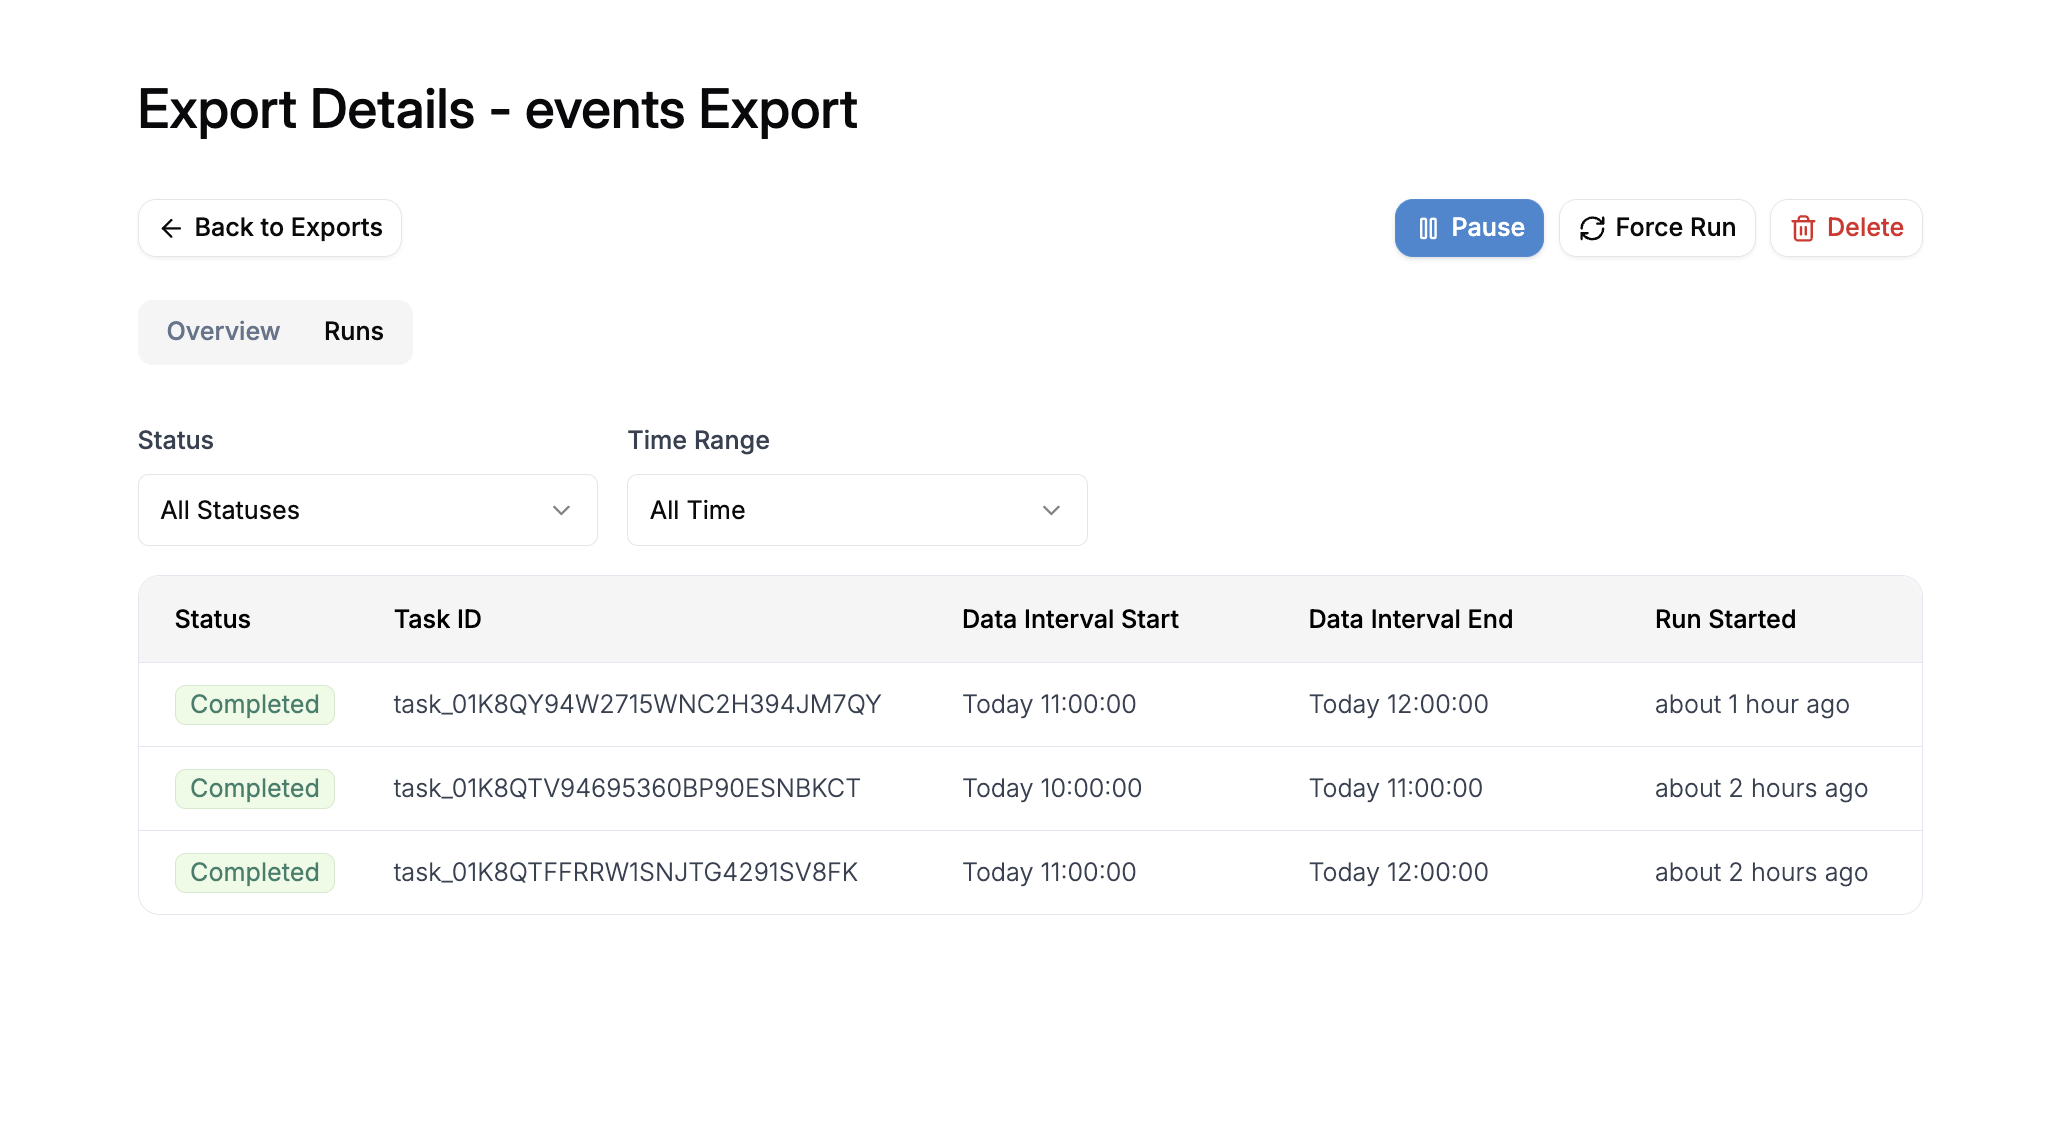 Export Details - events Export
Back to Exports Pause Force Run Delete
Overview Runs
Status Time Range
All Statuses All Time
Status Task ID Data Interval Start Data Interval End Run Started
Completed task_01K8QY94W2715WNC2H394JM7QY Today 11:00:00 Today 12:00:00 about 1 hour ago
Completed task_01K8QTV94695360BP90ESNBKCT Today 10:00:00 Today 11:00:00 about 2 hours ago
Completed task_01K8QTFFRRW1SNJTG4291SV8FK Today 11:00:00 Today 12:00:00 about 2 hours ago